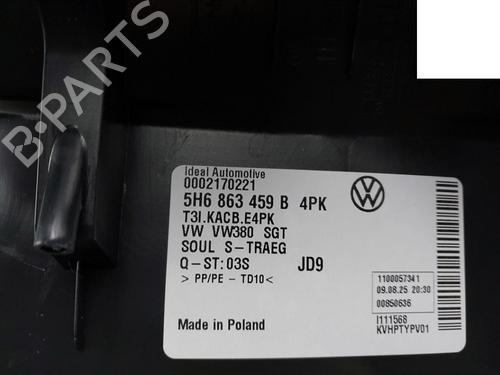 B-PARTS
Ideal Automotive
0002170221
5H6 863 459 B 4PK
T3I.KACB.E4PK
VW VW380 SGT
SOUL S-TRAEG
Q-ST:03S JD9
> PP/PE - TD10<
Made in Poland
1100057341
09.08.25 20:30
00850636
I111568
KVHPTYPV01